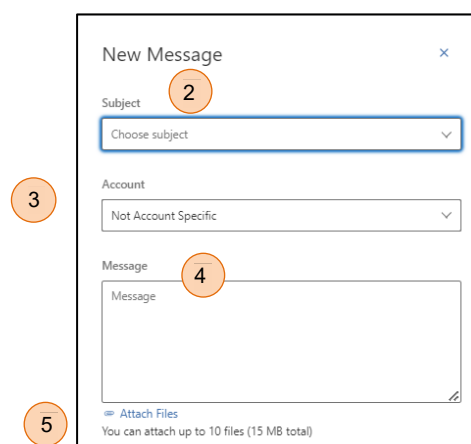 New Message
×
2
Subject
Choose subject
3
Account
Not Account Specific
Message
4
Message
5
Attach Files
You can attach up to 10 files (15 MB total)